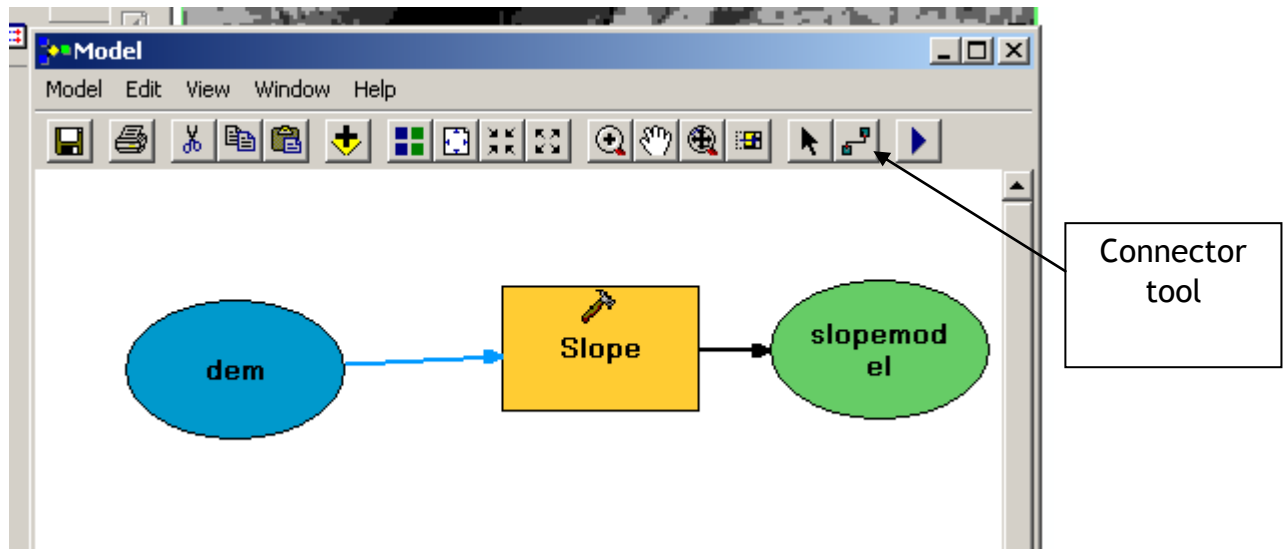 Model
Model Edit View Window Help
Connector
tool
dem
Slope
slopemod
el